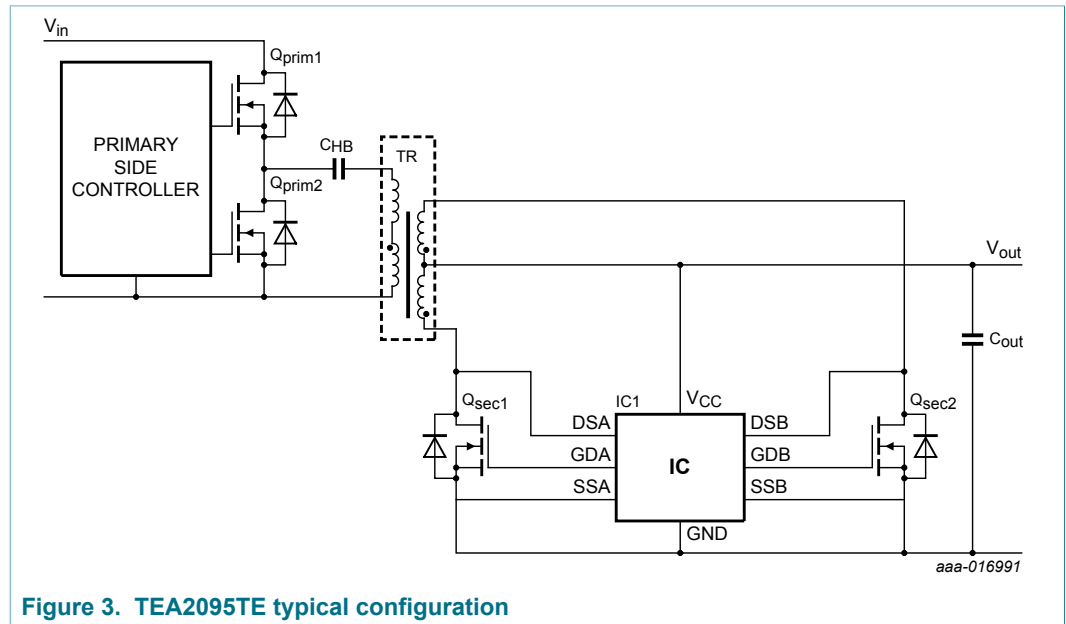 Vin
Qprim1
PRIMARY
SIDE
CONTROLLER
CHB
TR
Qprim2
Vout
Cout
Qsec1
IC1
VCC
Qsec2
DSA
DSB
GDA
IC
GDB
SSA
SSB
GND
aaa-016991
Figure 3. TEA2095TE typical configuration